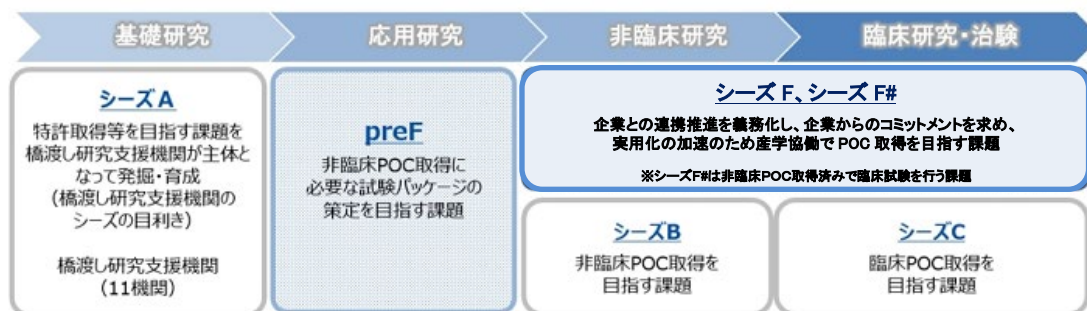 基礎研究
応用研究
非臨床研究
臨床研究・治験
シーズA
特許取得等を目指す課題を
橋渡し研究支援機関が主体と
なって発掘・育成
（橋渡し研究支援機関の
シーズの目利き）
橋渡し研究支援機関
（11機関）
preF
非臨床POC取得に
必要な試験パッケージの
策定を目指す課題
シーズ F、シーズ F#
企業との連携推進を義務化し、企業からのコミットメントを求め、
実用化の加速のため産学協働で POC 取得を目指す課題
※シーズF#は非臨床POC取得済みで臨床試験を行う課題
シーズB
非臨床POC取得を
目指す課題
シーズC
臨床POC取得を
目指す課題